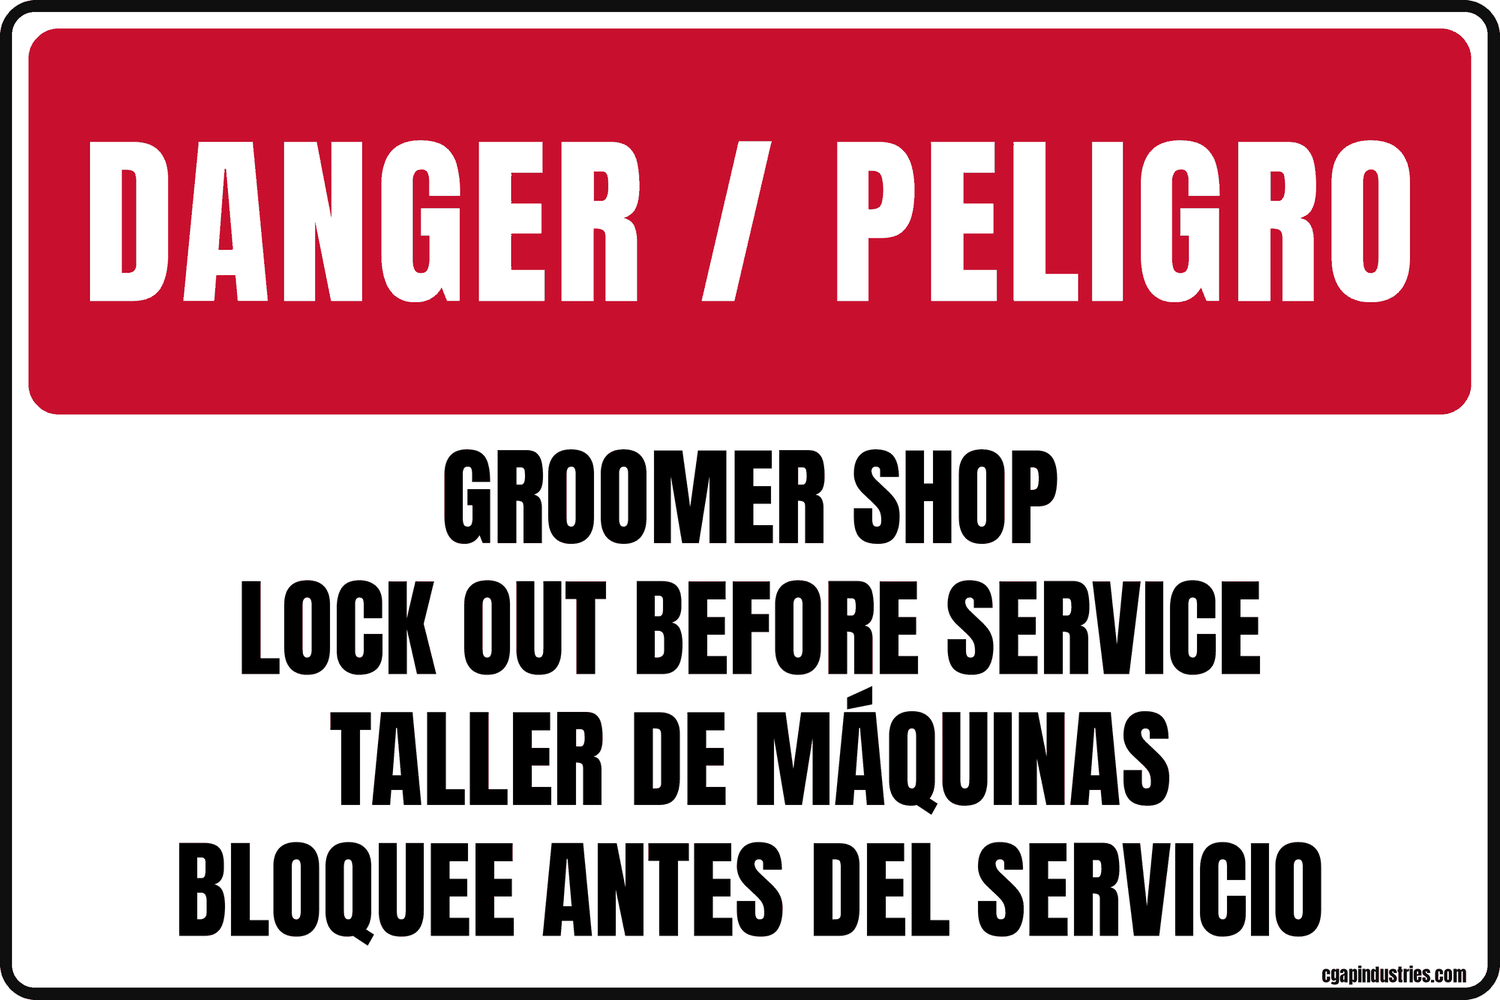 DANGER / PELIGRO
GROOMER SHOP
LOCK OUT BEFORE SERVICE
TALLER DE MÁQUINAS
BLOQUEE ANTES DEL SERVICIO
cgapindustries.com